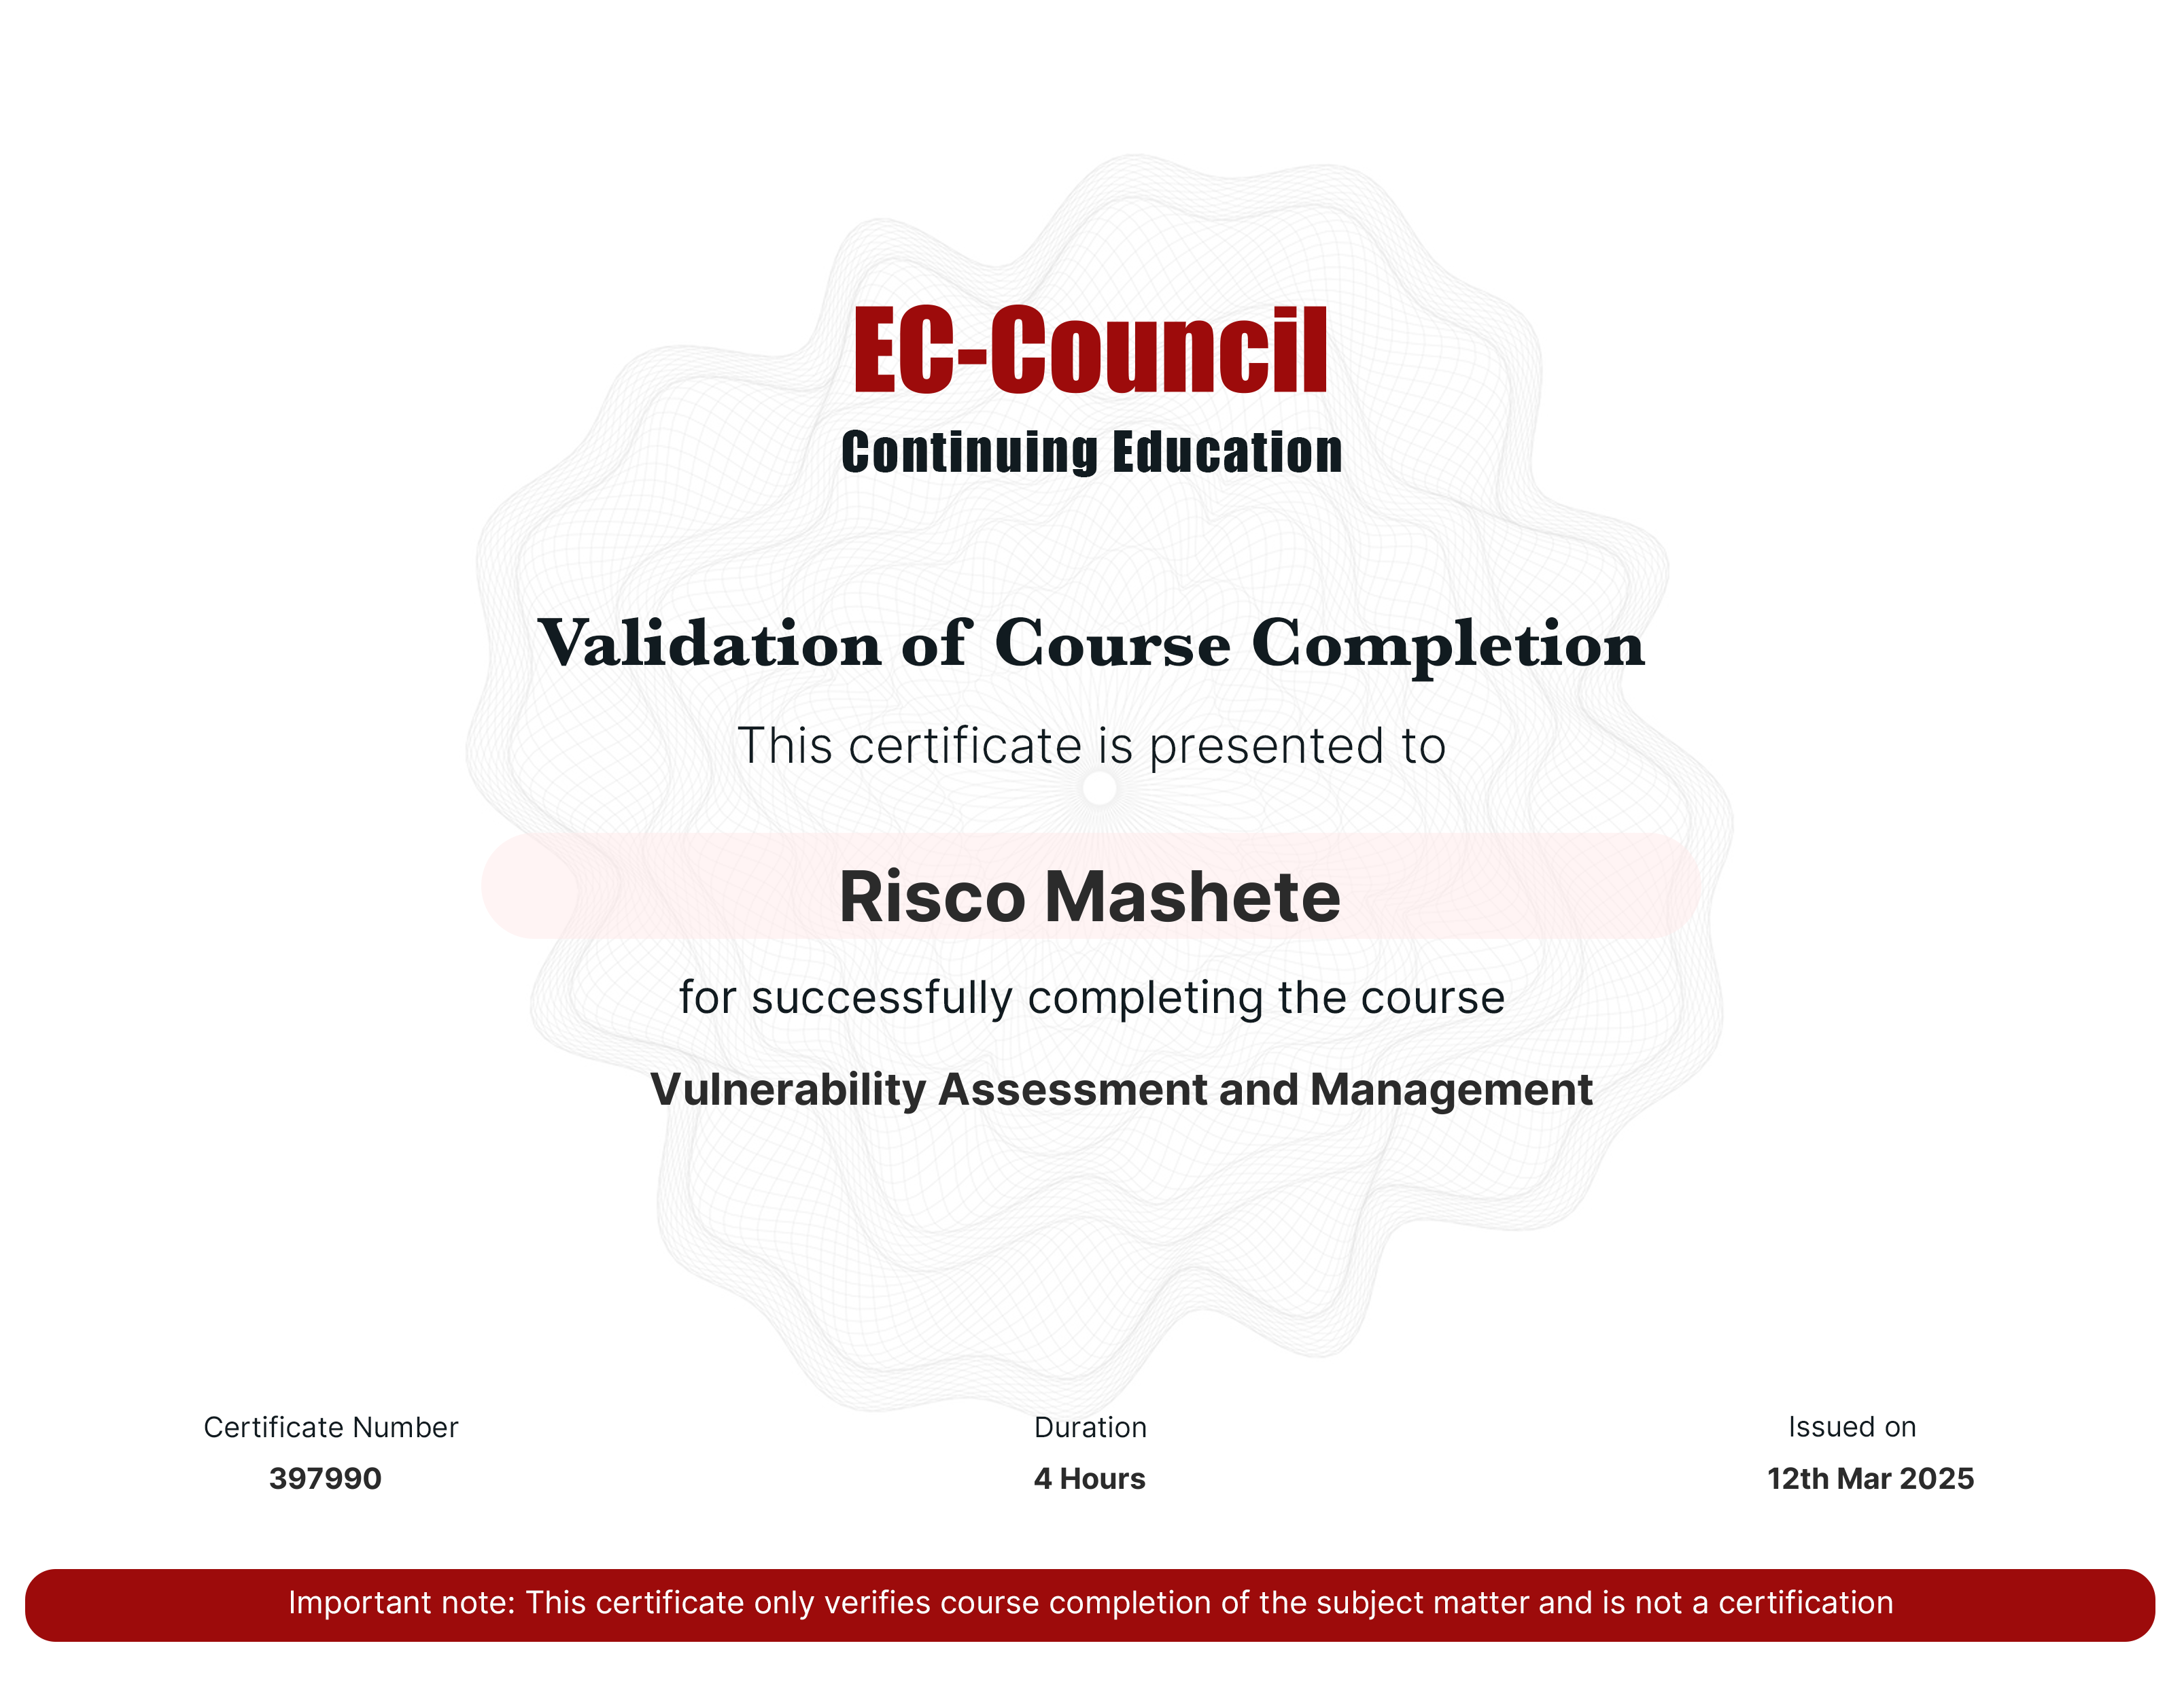 EC-Council
Continuing Education
Validation of Course Completion
This certificate is presented to
Risco Mashete
for successfully completing the course
Vulnerability Assessment and Management
Certificate Number
397990
Duration
4 Hours
Issued on
12th Mar 2025
Important note: This certificate only verifies course completion of the subject matter and is not a certification